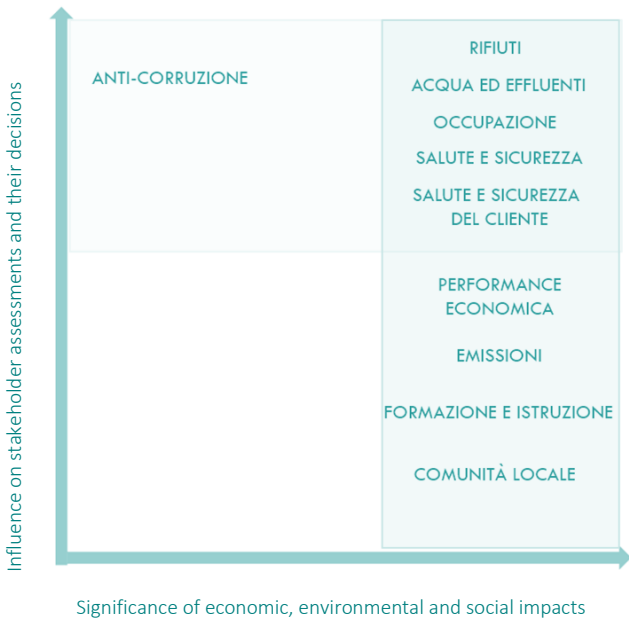 Influence on stakeholder assessments and their decisions
ANTI-CORRUZIONE
RIFIUTI
ACQUA ED EFFLUENTI
OCCUPAZIONE
SALUTE E SICUREZZA
SALUTE E SICUREZZA
DEL CLIENTE
PERFORMANCE
ECONOMICA
EMISSIONI
FORMAZIONE E ISTRUZIONE
COMUNITÀ LOCALE
Significance of economic, environmental and social impacts